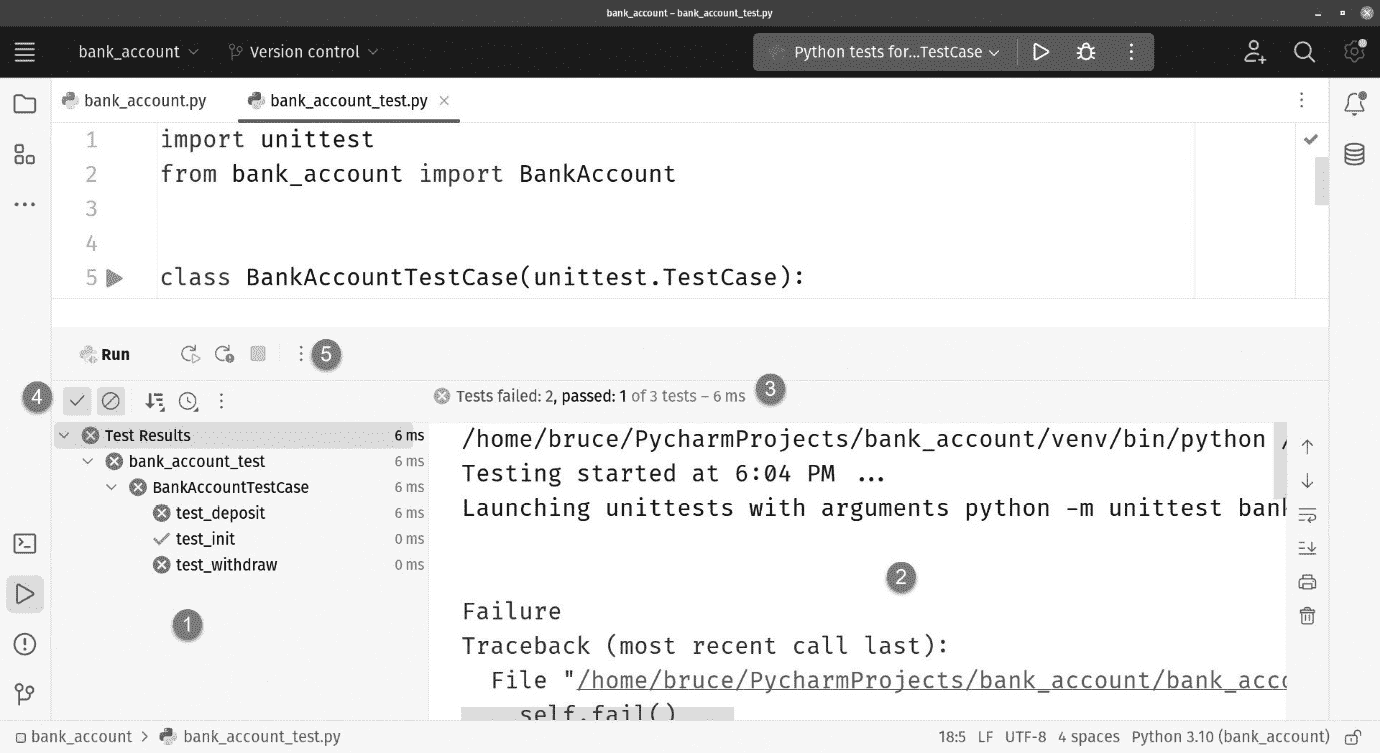 bank_account – bank_account_test.py
bank_account
Version control
Python tests for...TestCase
bank_account.py
bank_account_test.py
1 import unittest
2 from bank_account import BankAccount
3
4
5 class BankAccountTestCase(unittest.TestCase):
Run
5
4
Tests failed: 2, passed: 1 of 3 tests – 6 ms
3
Test Results 6 ms
bank_account_test 6 ms
BankAccountTestCase 6 ms
test_deposit 6 ms
test_init 0 ms
test_withdraw 0 ms
1
/home/bruce/PycharmProjects/bank_account/venv/bin/python /
Testing started at 6:04 PM ...
Launching unittests with arguments python -m unittest bank
2
Failure
Traceback (most recent call last):
File "/home/bruce/PycharmProjects/bank_account/bank_acco
self.fail()
bank_account > bank_account_test.py
18:5 LF UTF-8 4 spaces Python 3.10 (bank_account)